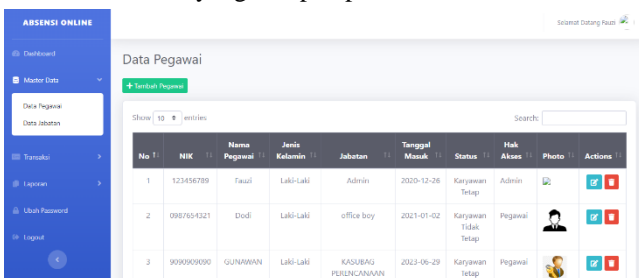 ABSENSI ONLINE
Selamat Datang Fauzi
Dashboard
Master Data
Data Pegawai
Data Jabatan
Transaksi
Laporan
Ubah Password
Logout
Data Pegawai
+ Tambah Pegawai
Show 10 entries
Search:
No NIK Nama Pegawai Jenis Kelamin Jabatan Tanggal Masuk Status Hak Akses Photo Actions
1 123456789 Fauzi Laki-Laki Admin 2020-12-26 Karyawan Tetap Admin
2 0987654321 Dodi Laki-Laki office boy 2021-01-02 Karyawan Tidak Tetap Pegawai
3 9090909090 GUNAWAN Laki-Laki KASUBAG PERENCANAAN 2023-06-29 Karyawan Tetap Pegawai